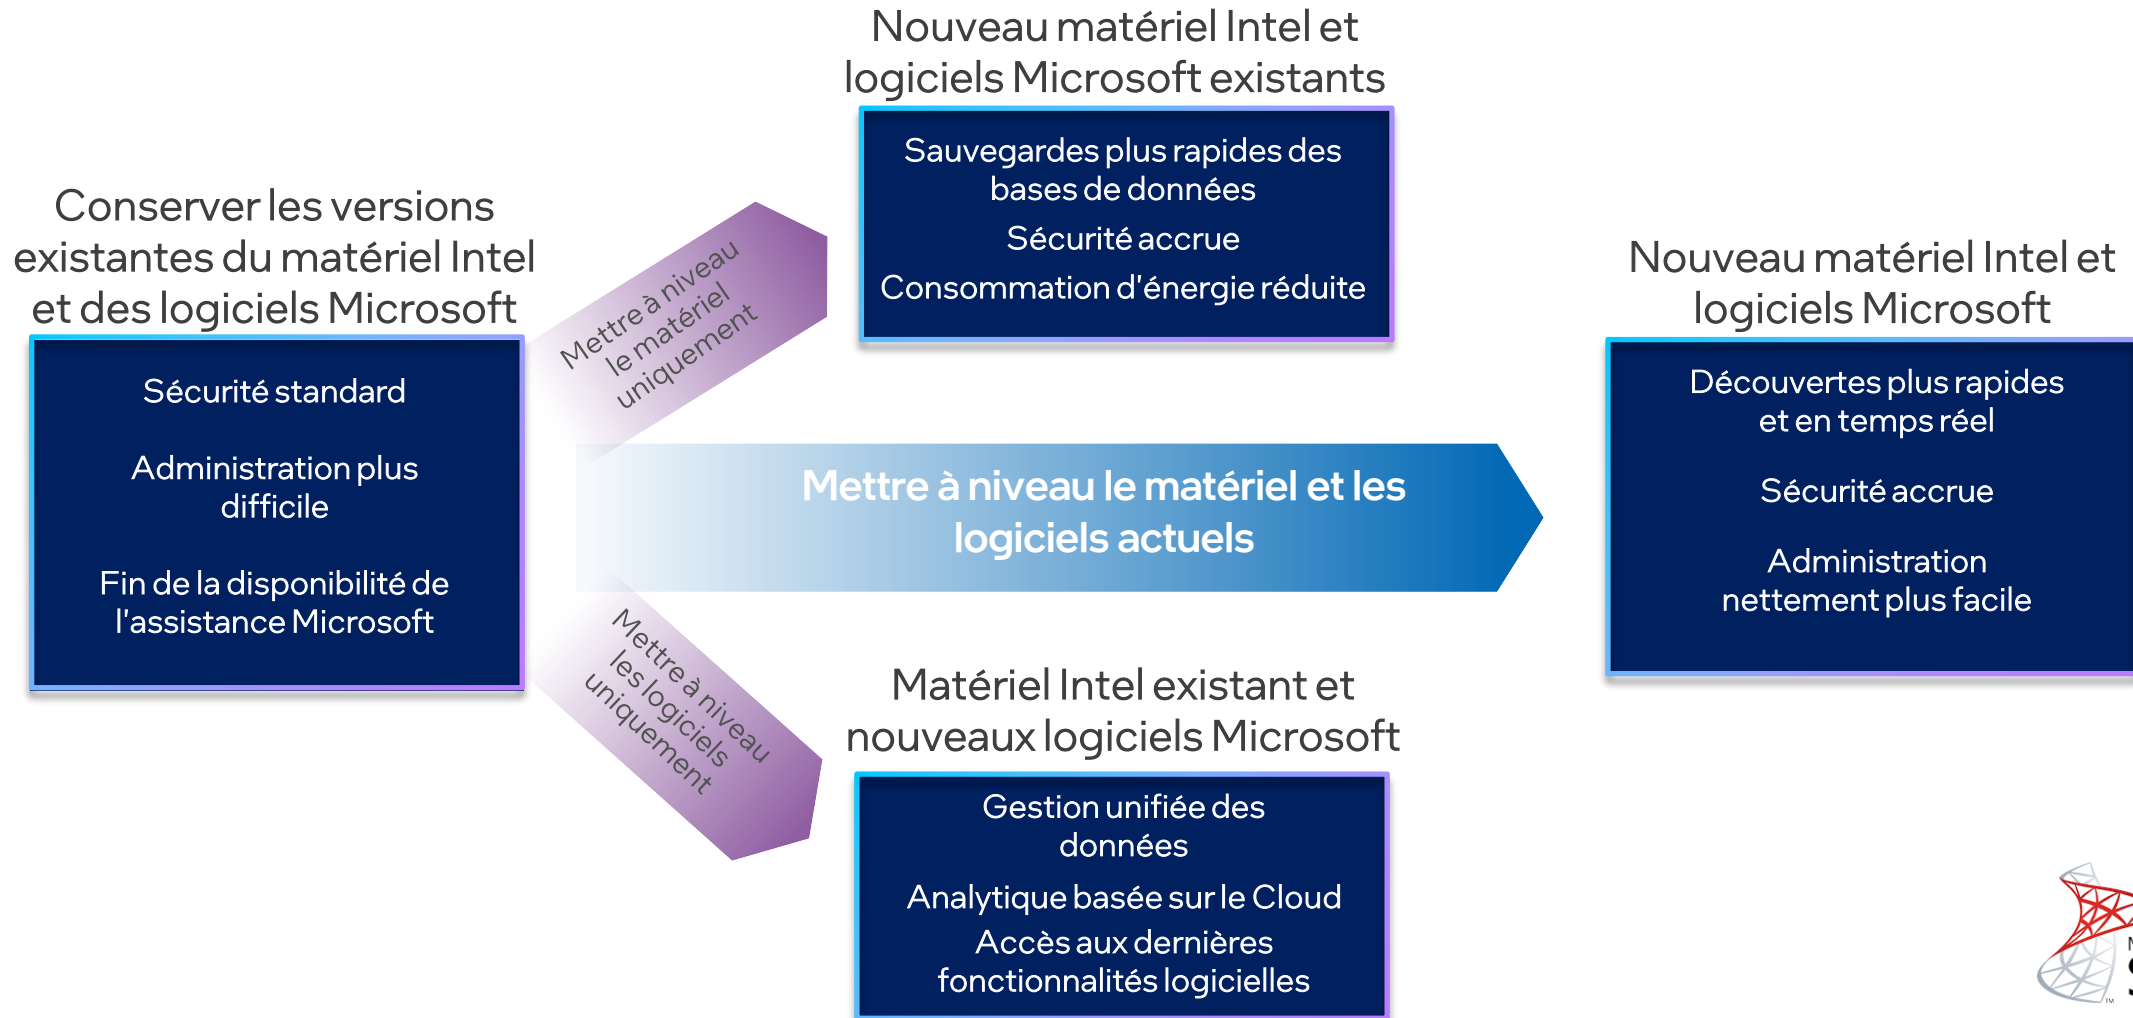 Nouveau matériel Intel et
logiciels Microsoft existants
Sauvegardes plus rapides des
bases de données
Sécurité accrue
Consommation d'énergie réduite
Conserver les versions
existantes du matériel Intel
et des logiciels Microsoft
Sécurité standard
Administration plus
difficile
Fin de la disponibilité de
l'assistance Microsoft
Mettre à niveau
le matériel
uniquement
Mettre à niveau le matériel et les
logiciels actuels
Mettre à niveau
les logiciels
uniquement
Nouveau matériel Intel et
logiciels Microsoft
Découvertes plus rapides
et en temps réel
Sécurité accrue
Administration
nettement plus facile
Matériel Intel existant et
nouveaux logiciels Microsoft
Gestion unifiée des
données
Analytique basée sur le Cloud
Accès aux dernières
fonctionnalités logicielles